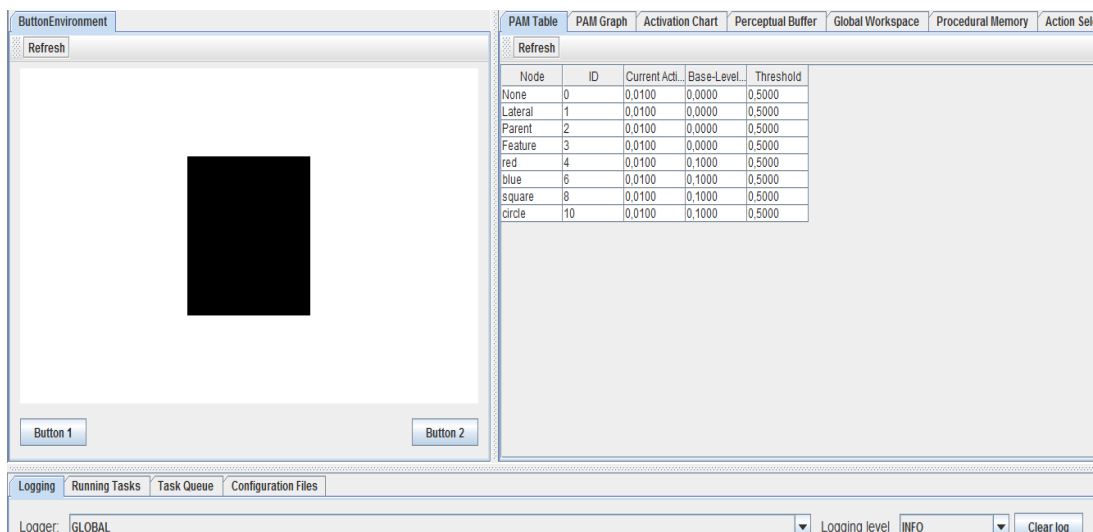 ButtonEnvironment
Refresh
Button 1 Button 2
PAM Table PAM Graph Activation Chart Perceptual Buffer Global Workspace Procedural Memory Action Sel
Refresh
Node ID Current Acti... Base-Level... Threshold
None 0 0,0100 0,0000 0,5000
Lateral 1 0,0100 0,0000 0,5000
Parent 2 0,0100 0,0000 0,5000
Feature 3 0,0100 0,0000 0,5000
red 4 0,0100 0,1000 0,5000
blue 6 0,0100 0,1000 0,5000
square 8 0,0100 0,1000 0,5000
circle 10 0,0100 0,1000 0,5000
Logging Running Tasks Task Queue Configuration Files
Logger: GLOBAL Logging level INFO Clear log